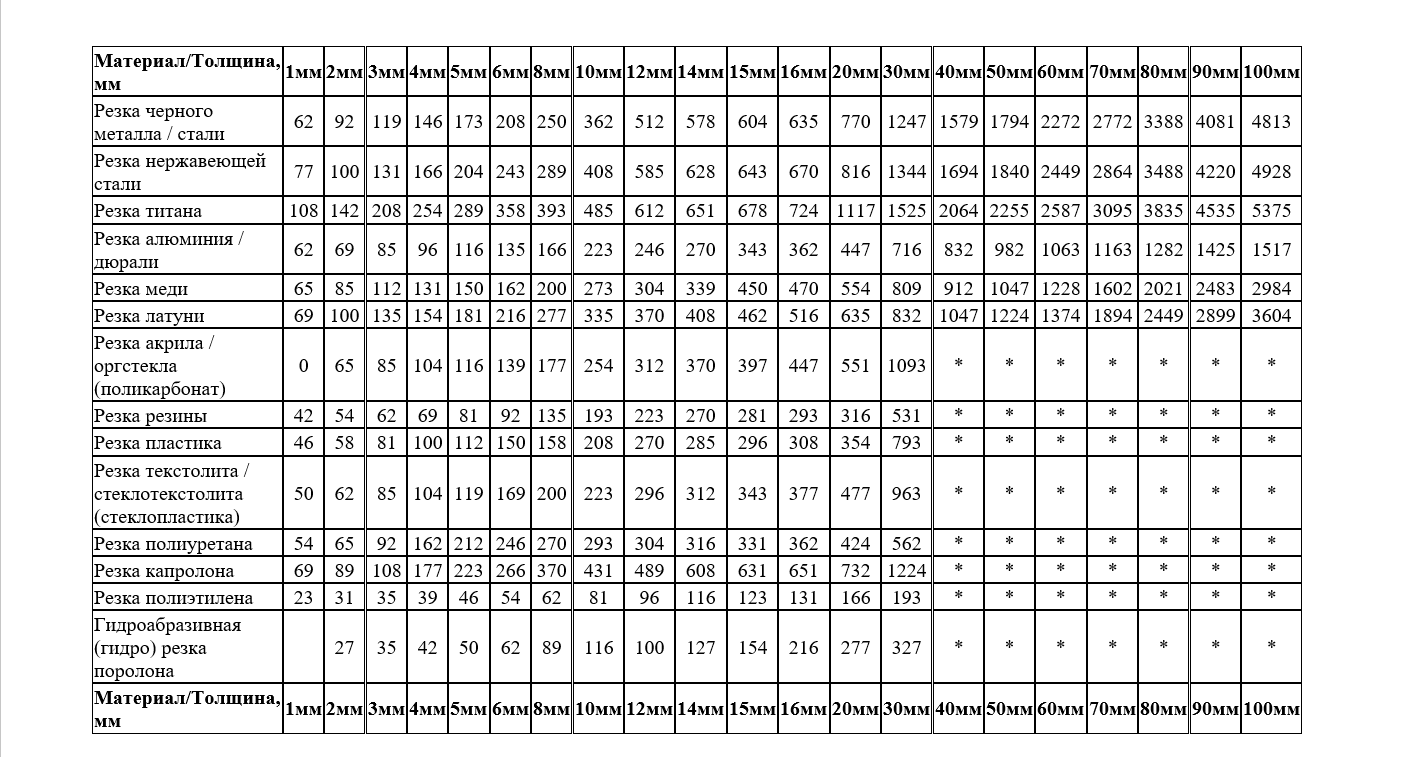 Материал/Толщина, мм 1мм 2мм 3мм 4мм 5мм 6мм 8мм 10мм 12мм 14мм 15мм 16мм 20мм 30мм 40мм 50мм 60мм 70мм 80мм 90мм 100мм
Резка черного металла / стали 62 92 119 146 173 208 250 362 512 578 604 635 770 1247 1579 1794 2272 2772 3388 4081 4813
Резка нержавеющей стали 77 100 131 166 204 243 289 408 585 628 643 670 816 1344 1694 1840 2449 2864 3488 4220 4928
Резка титана 108 142 208 254 289 358 393 485 612 651 678 724 1117 1525 2064 2255 2587 3095 3835 4535 5375
Резка алюминия / дюрали 62 69 85 96 116 135 166 223 246 270 343 362 447 716 832 982 1063 1163 1282 1425 1517
Резка меди 65 85 112 131 150 162 200 273 304 339 450 470 554 809 912 1047 1228 1602 2021 2483 2984
Резка латуни 69 100 135 154 181 216 277 335 370 408 462 516 635 832 1047 1224 1374 1894 2449 2899 3604
Резка акрила / оргстекла (поликарбонат) 0 65 85 104 116 139 177 254 312 370 397 447 551 1093 * * * * * * *
Резка резины 42 54 62 69 81 92 135 193 223 270 281 293 316 531 * * * * * * *
Резка пластика 46 58 81 100 112 150 158 208 270 285 296 308 354 793 * * * * * * *
Резка текстолита / стеклотекстолита (стеклопластика) 50 62 85 104 119 169 200 223 296 312 343 377 477 963 * * * * * * *
Резка полиуретана 54 65 92 162 212 246 270 293 304 316 331 362 424 562 * * * * * * *
Резка капролона 69 89 108 177 223 266 370 431 489 608 631 651 732 1224 * * * * * * *
Резка полиэтилена 23 31 35 39 46 54 62 81 96 116 123 131 166 193 * * * * * * *
Гидроабразивная (гидро) резка поролона 27 35 42 50 62 89 116 100 127 154 216 277 327 * * * * * * *
Материал/Толщина, мм 1мм 2мм 3мм 4мм 5мм 6мм 8мм 10мм 12мм 14мм 15мм 16мм 20мм 30мм 40мм 50мм 60мм 70мм 80мм 90мм 100мм